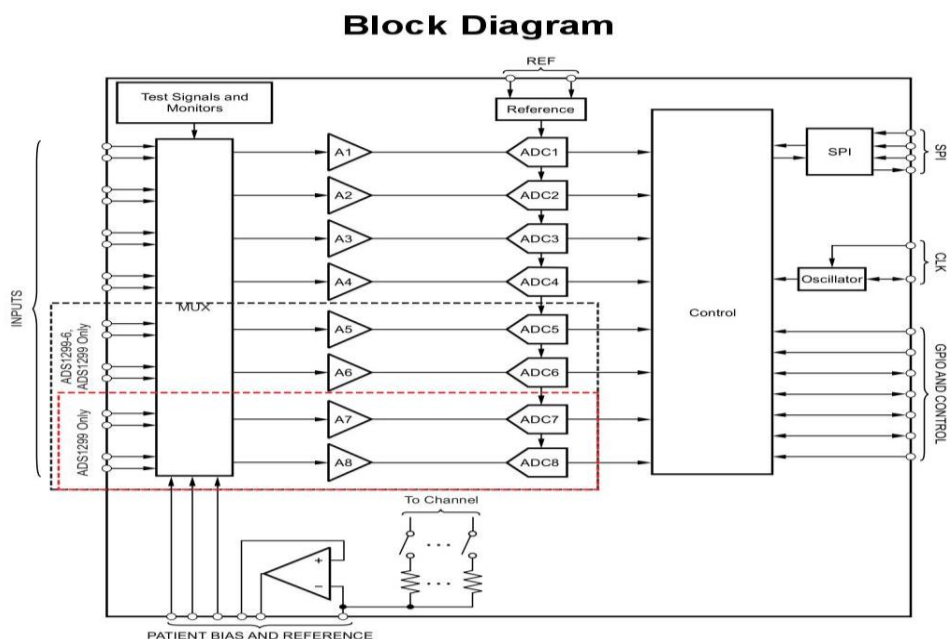 Block Diagram
REF
Test Signals and
Monitors
Reference
A1
ADC1
A2
ADC2
A3
ADC3
A4
ADC4
A5
ADC5
A6
ADC6
A7
ADC7
A8
ADC8
MUX
Control
SPI
SPI
Oscillator
CLK
GPIO AND CONTROL
INPUTS
ADS1299-6,
ADS1299 Only
ADS1299 Only
To Channel
+
−
PATIENT BIAS AND REFERENCE